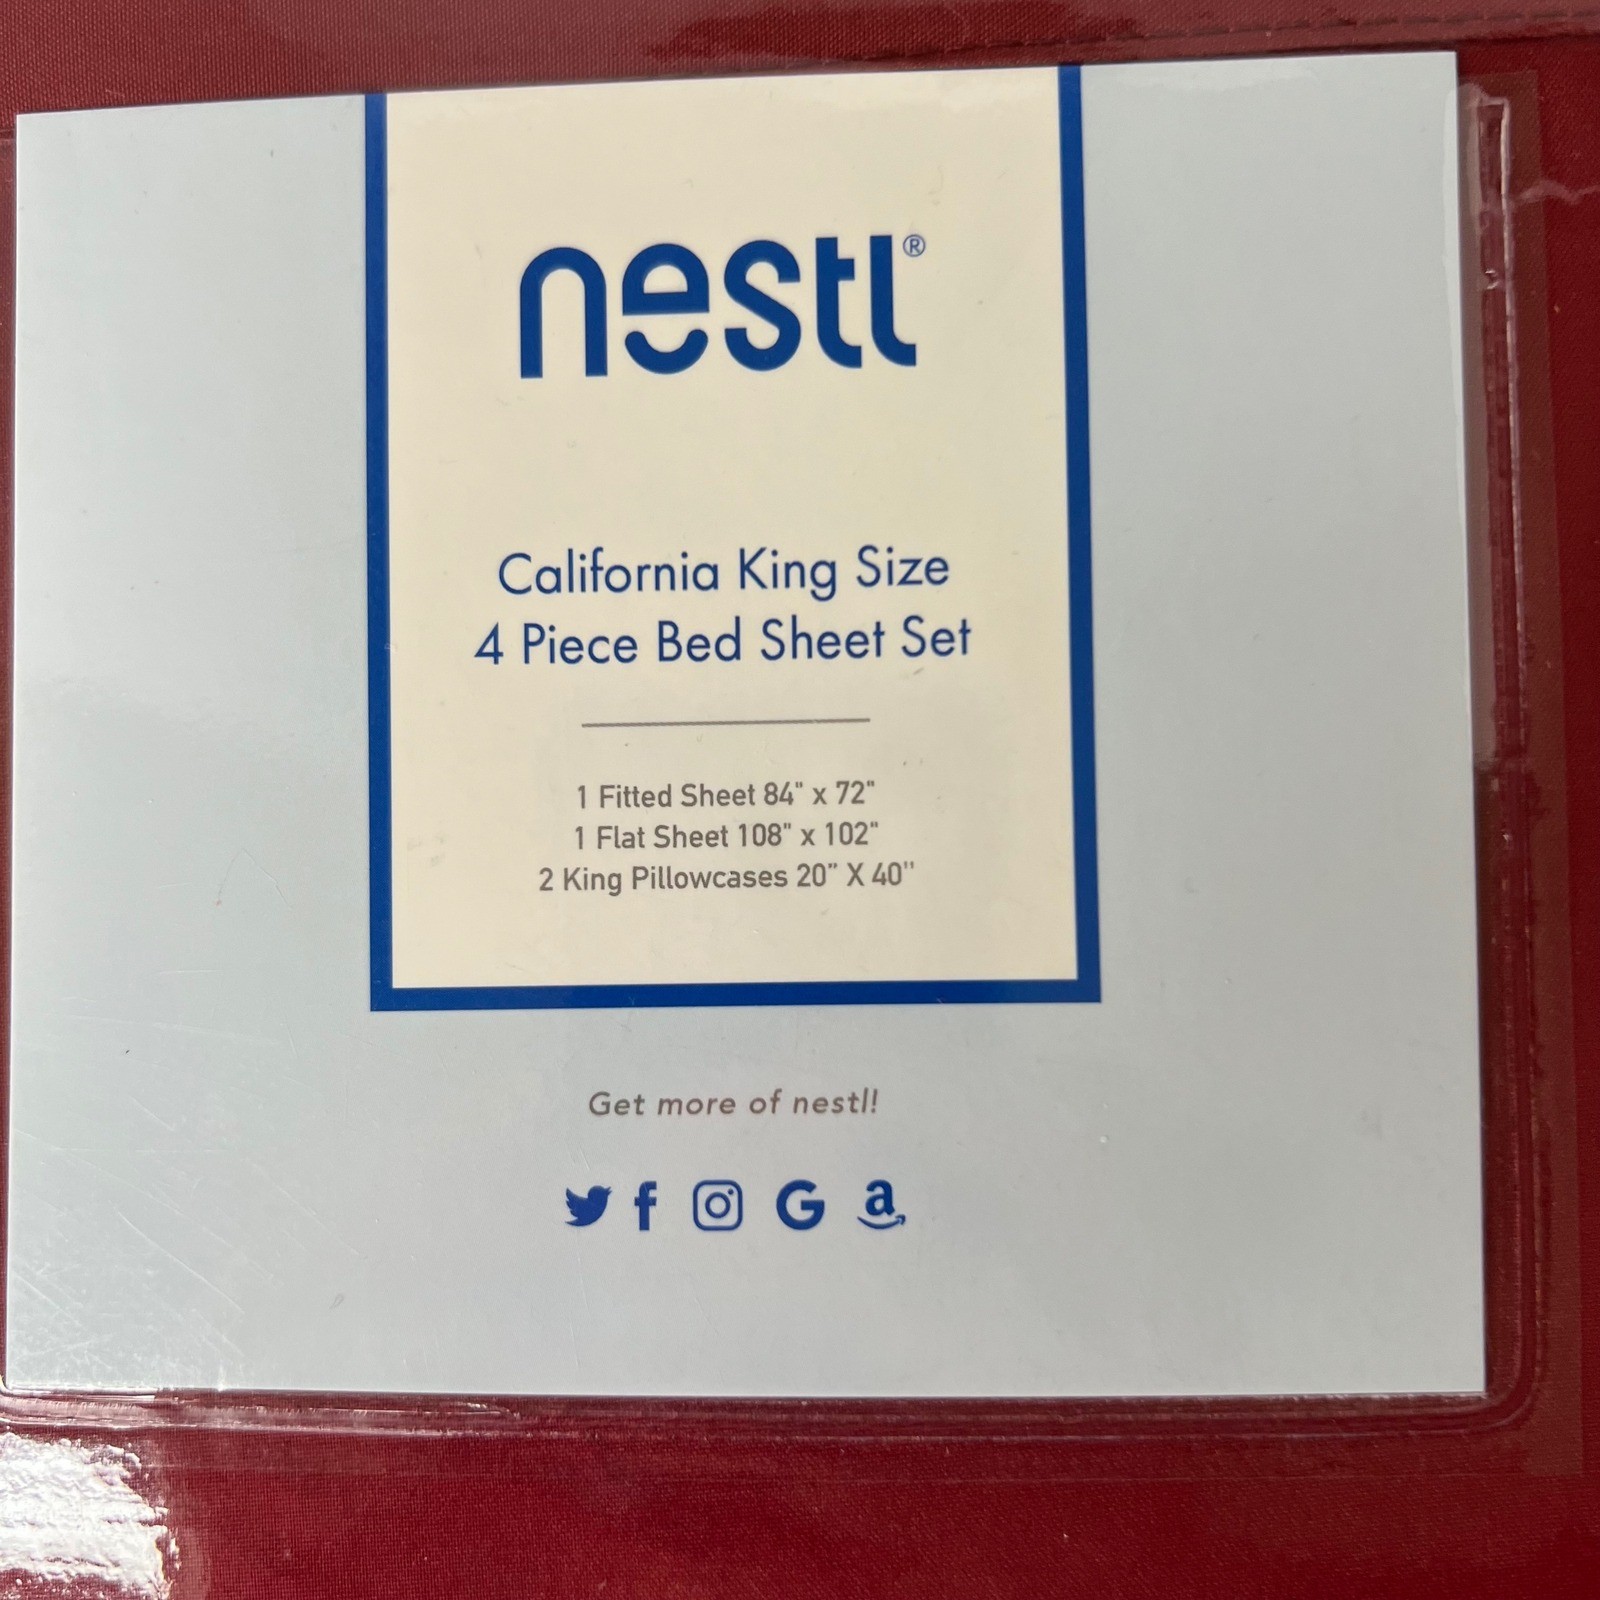 nestl®
California King Size
4 Piece Bed Sheet Set
1 Fitted Sheet 84" x 72"
1 Flat Sheet 108" x 102"
2 King Pillowcases 20” X 40"
Get more of nestl!